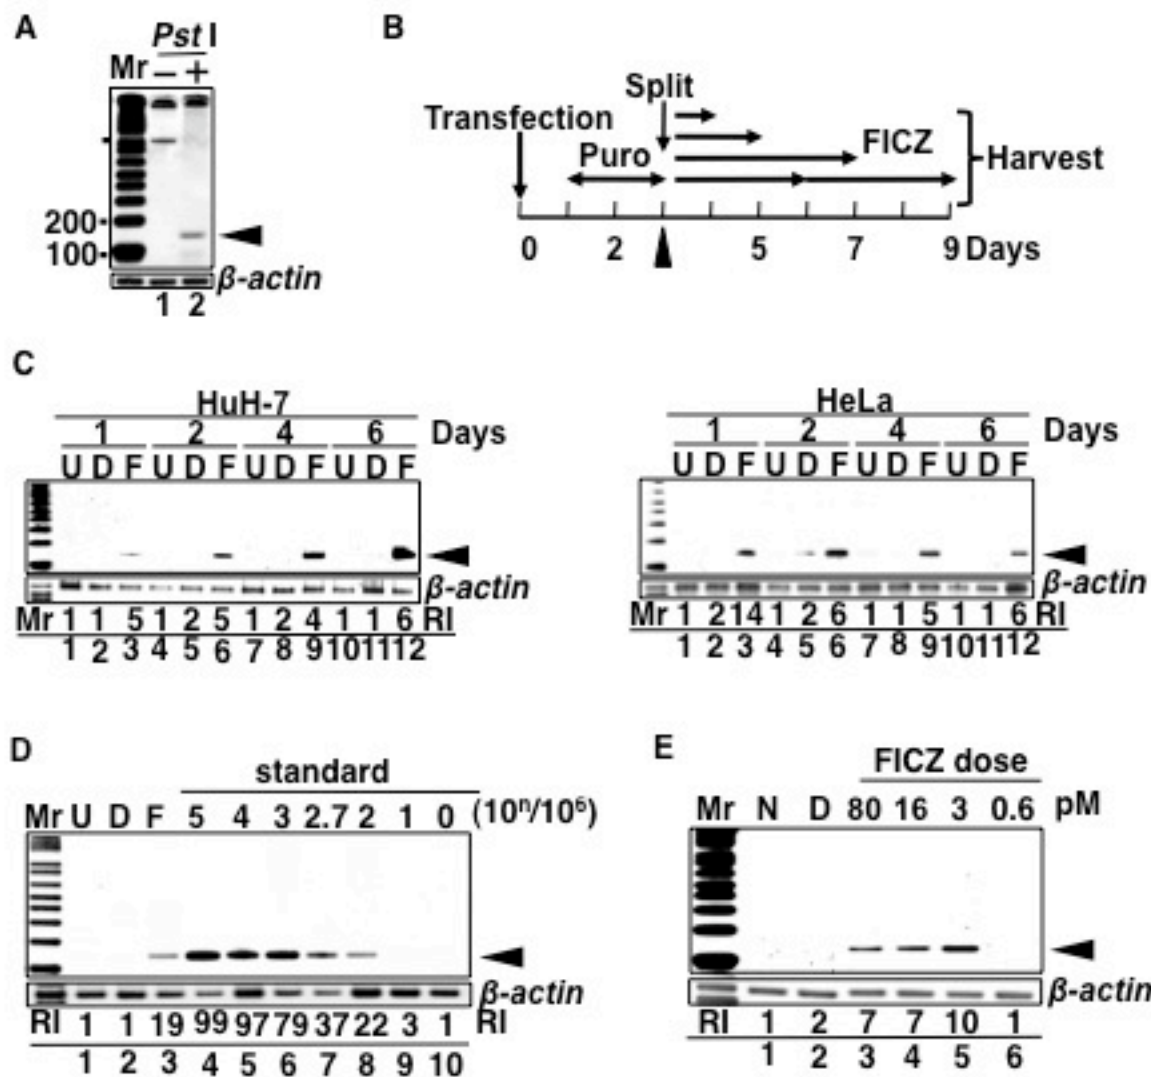 A
Pst I
Mr − +
200
100
β-actin
1 2
B
Split
Transfection
Puro
FICZ
Harvest
0 2 5 7 9 Days
C
HuH-7
1 2 4 6 Days
U D F U D F U D F U D F
β-actin
Mr 1 1 5 1 2 5 1 2 4 1 1 6 RI
1 2 3 4 5 6 7 8 9 10 11 12
HeLa
1 2 4 6 Days
U D F U D F U D F U D F
β-actin
Mr 1 2 14 1 2 6 1 1 5 1 1 6 RI
1 2 3 4 5 6 7 8 9 10 11 12
D
standard
Mr U D F 5 4 3 2.7 2 1 0 (10ⁿ/10⁶)
β-actin
RI 1 1 19 99 97 79 37 22 3 1 RI
1 2 3 4 5 6 7 8 9 10
E
FICZ dose
Mr N D 80 16 3 0.6 pM
β-actin
RI 1 2 7 7 10 1
1 2 3 4 5 6